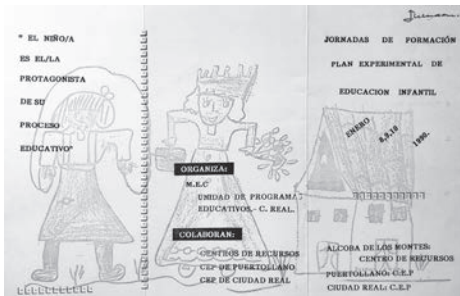 " EL NIÑO/A
ES EL/LA
PROTAGONISTA
DE SU
PROCESO
EDUCATIVO"
ORGANIZA:
M.E.C
UNIDAD DE PROGRAMAS
EDUCATIVOS.- C. REAL.
COLABORAN:
CENTROS DE RECURSOS
CEP DE PUERTOLLANO
CEP DE CIUDAD REAL
JORNADAS DE FORMACIÓN
PLAN EXPERIMENTAL DE
EDUCACION INFANTIL
ENERO
8,9,10
1990.-
ALCOBA DE LOS MONTES:
CENTRO DE RECURSOS
PUERTOLLANO: C.E.P
CIUDAD REAL: C.E.P